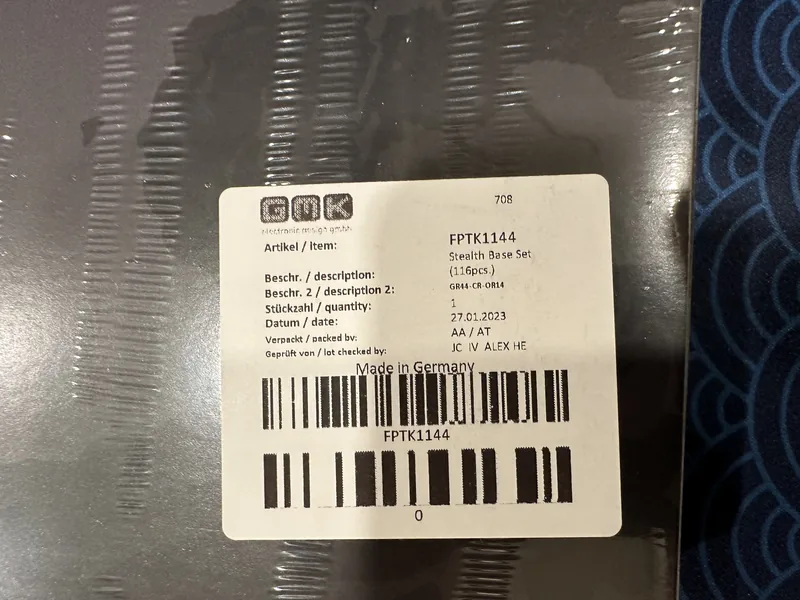 GMK
708
electronic design gmbh
Artikel / item: FPTK1144
Stealth Base Set
Beschr. / description: (116pcs.)
Beschr. 2 / description 2: GR44-CR-OR14
Stückzahl / quantity: 1
Datum / date: 27.01.2023
Verpackt / packed by: AA / AT
Geprüft von / lot checked by: JC IV ALEX HE
Made in Germany
FPTK1144
0